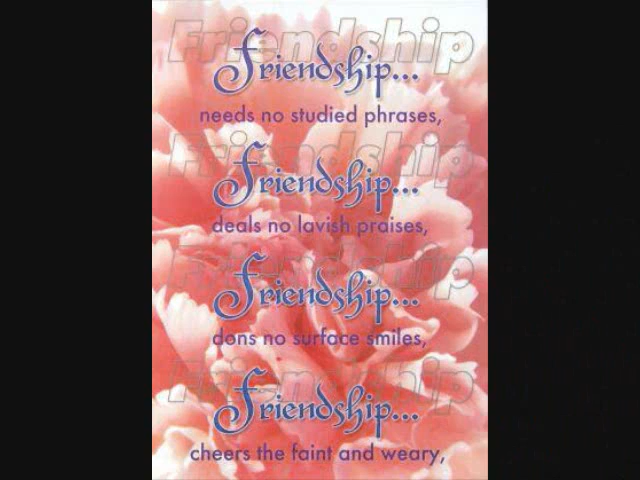 Friendship
Friendship...
needs no studied phrases,
Friendship
Friendship...
deals no lavish praises,
Friendship
Friendship...
dons no surface smiles,
Friendship
Friendship...
cheers the faint and weary,